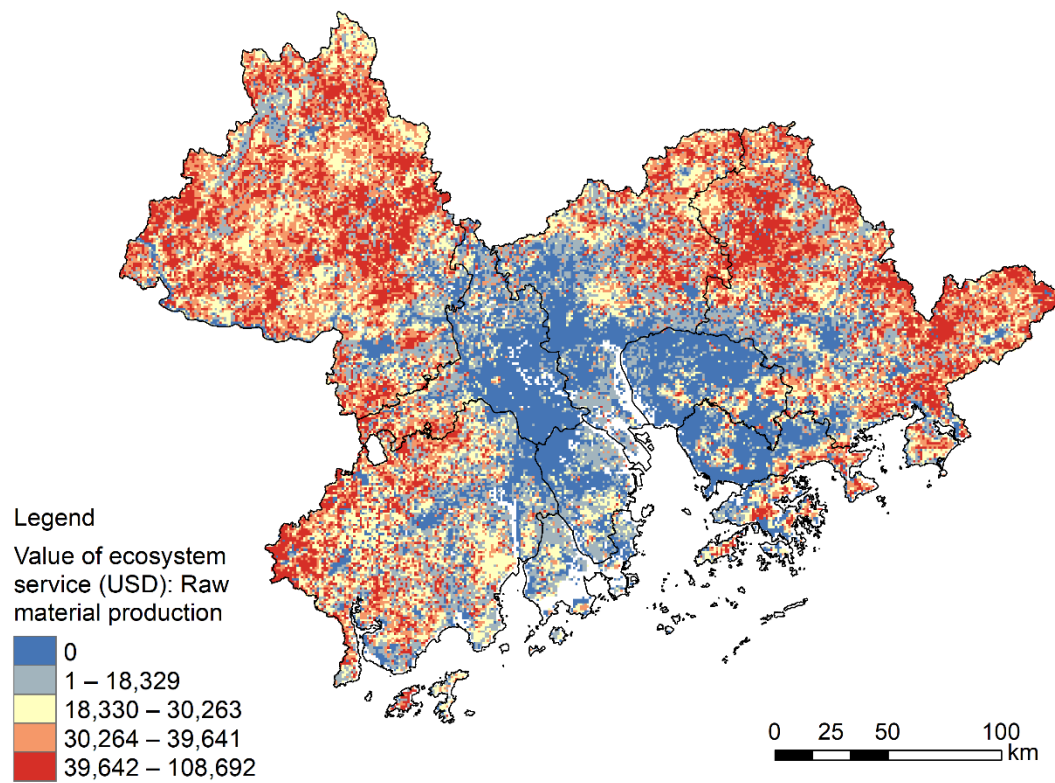 Legend
Value of ecosystem
service (USD): Raw
material production
0
1 – 18,329
18,330 – 30,263
30,264 – 39,641
39,642 – 108,692
0 25 50 100
km